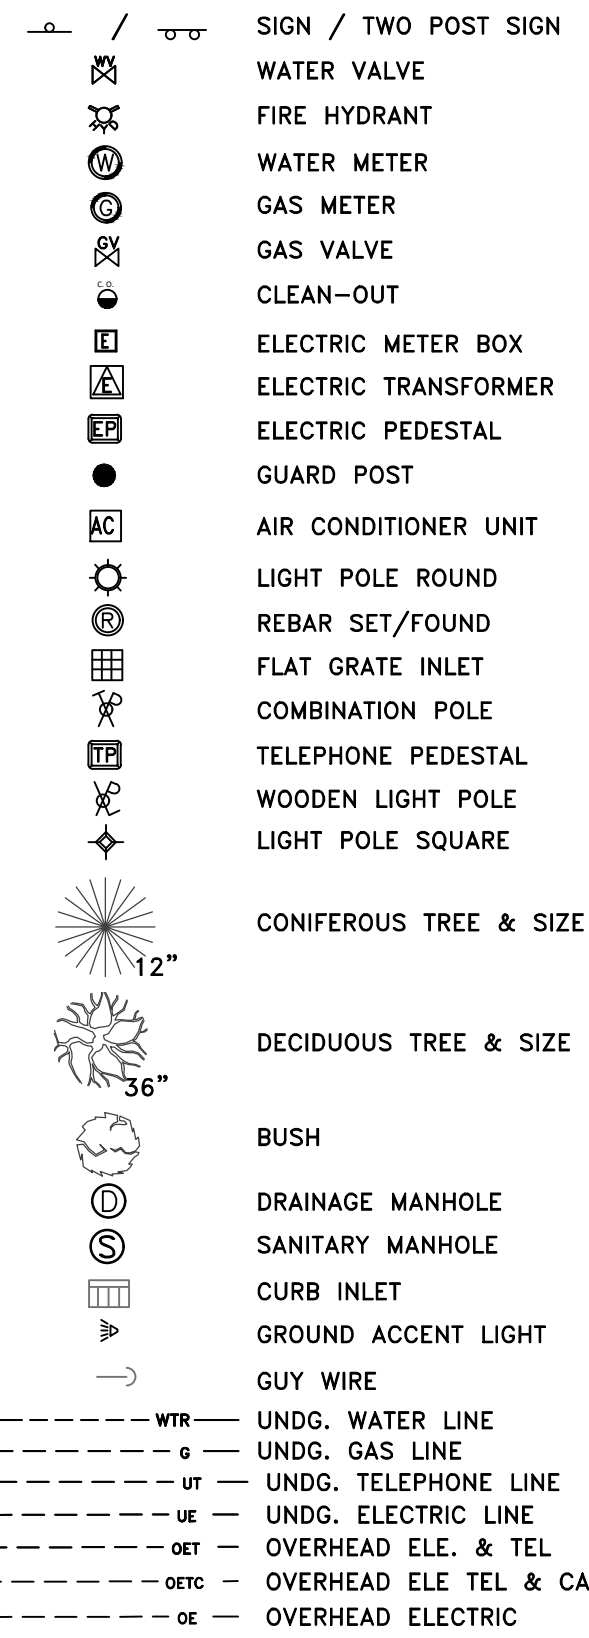 / SIGN / TWO POST SIGN
WV WATER VALVE
FIRE HYDRANT
W WATER METER
G GAS METER
GV GAS VALVE
C.O. CLEAN-OUT
E ELECTRIC METER BOX
E ELECTRIC TRANSFORMER
EP ELECTRIC PEDESTAL
GUARD POST
AC AIR CONDITIONER UNIT
LIGHT POLE ROUND
R REBAR SET/FOUND
FLAT GRATE INLET
COMBINATION POLE
TP TELEPHONE PEDESTAL
WOODEN LIGHT POLE
LIGHT POLE SQUARE
CONIFEROUS TREE & SIZE
12"
DECIDUOUS TREE & SIZE
36"
BUSH
D DRAINAGE MANHOLE
S SANITARY MANHOLE
CURB INLET
GROUND ACCENT LIGHT
GUY WIRE
WTR UNDG. WATER LINE
G UNDG. GAS LINE
UT UNDG. TELEPHONE LINE
UE UNDG. ELECTRIC LINE
OET OVERHEAD ELE. & TEL
OETC OVERHEAD ELE TEL & CA
OE OVERHEAD ELECTRIC